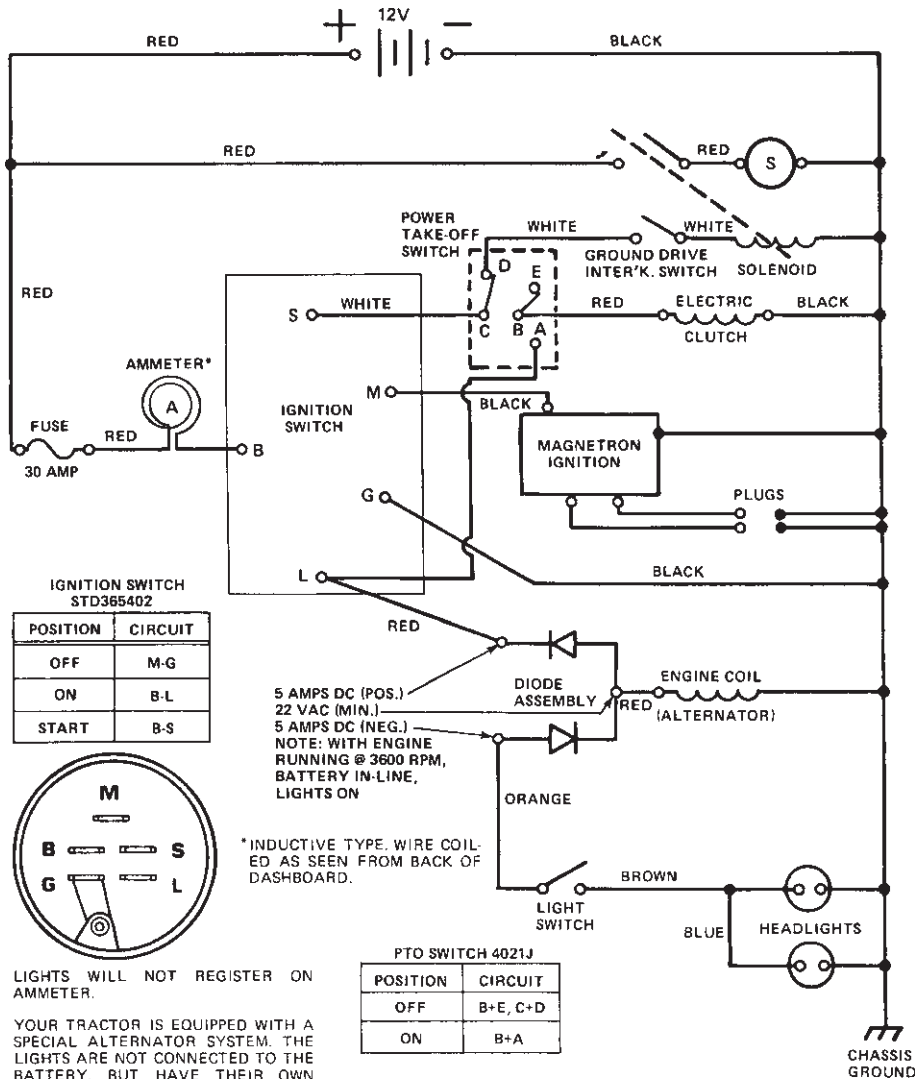 + 12V −
RED
BLACK
RED
RED
S
POWER
TAKE-OFF
SWITCH
WHITE
WHITE
D
E
GROUND DRIVE
INTER'K. SWITCH
SOLENOID
RED
S
WHITE
C
B
A
RED
ELECTRIC
CLUTCH
BLACK
AMMETER*
A
M
BLACK
IGNITION
SWITCH
FUSE
RED
B
30 AMP
MAGNETRON
IGNITION
PLUGS
G
BLACK
L
RED
IGNITION SWITCH
STD365402
POSITION CIRCUIT
OFF M-G
ON B-L
START B-S
5 AMPS DC (POS.)
22 VAC (MIN.)
5 AMPS DC (NEG.)
NOTE: WITH ENGINE
RUNNING @ 3600 RPM,
BATTERY IN-LINE,
LIGHTS ON
DIODE
ASSEMBLY
RED
ENGINE COIL
(ALTERNATOR)
ORANGE
M
B S
G L
*INDUCTIVE TYPE. WIRE COIL-
ED AS SEEN FROM BACK OF
DASHBOARD.
LIGHT
SWITCH
BROWN
BLUE
HEADLIGHTS
PTO SWITCH 4021J
POSITION CIRCUIT
OFF B+E, C+D
ON B+A
LIGHTS WILL NOT REGISTER ON
AMMETER.
YOUR TRACTOR IS EQUIPPED WITH A
SPECIAL ALTERNATOR SYSTEM. THE
LIGHTS ARE NOT CONNECTED TO THE
BATTERY, BUT HAVE THEIR OWN
CHASSIS
GROUND